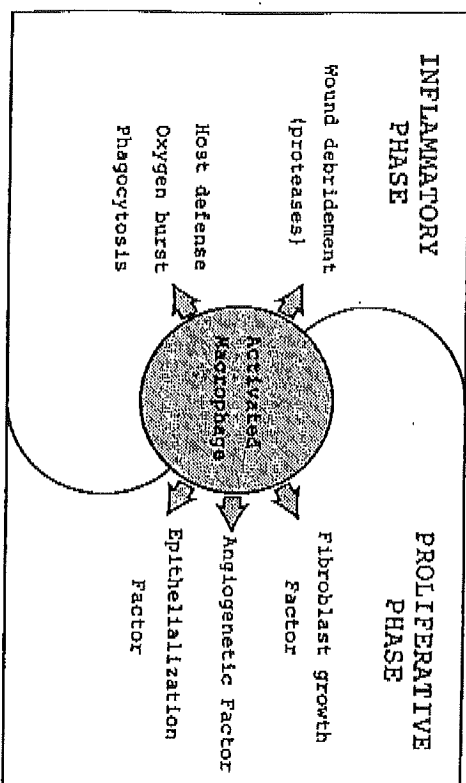 INFLAMMATORY
PHASE
Wound debridement
(proteases)
Host defense
Oxygen burst
Phagocytosis
Activated
Macrophage
PROLIFERATIVE
PHASE
Fibroblast growth
Factor
Angiogenetic Factor
Epithelialization
Factor